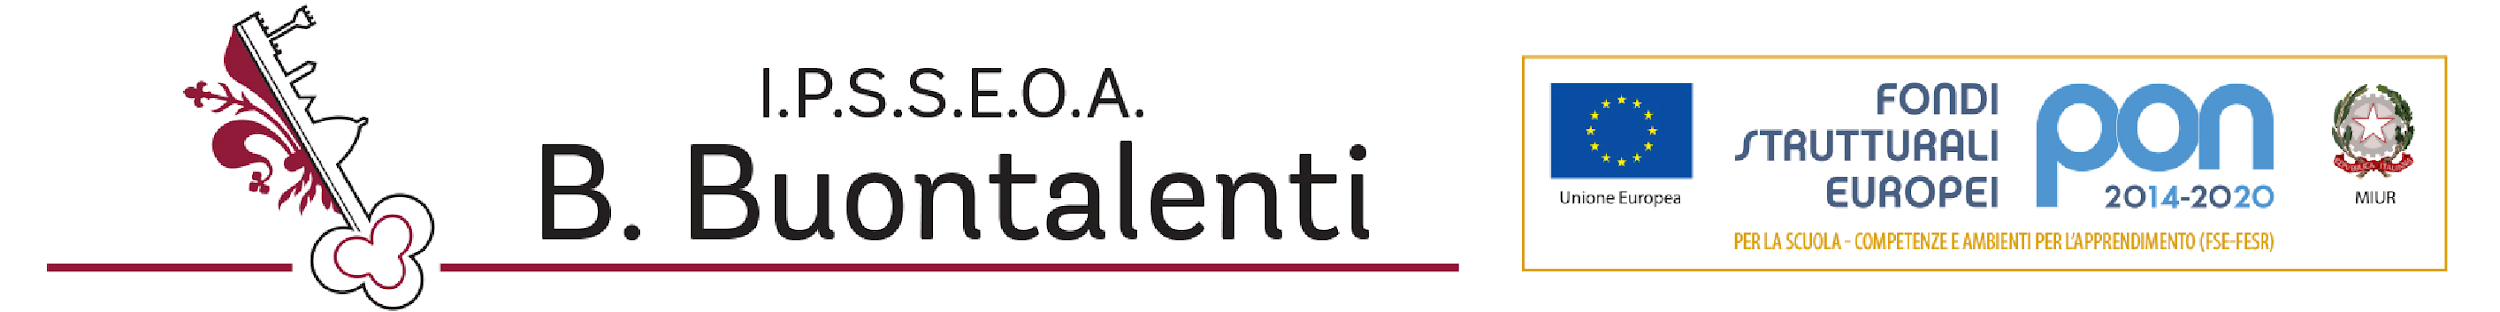 I.P.S.S.E.O.A.
B. Buontalenti
Unione Europea
FONDI
STRUTTURALI
EUROPEI
pon
2014-2020
MIUR
PER LA SCUOLA - COMPETENZE E AMBIENTI PER L'APPRENDIMENTO (FSE-FESR)